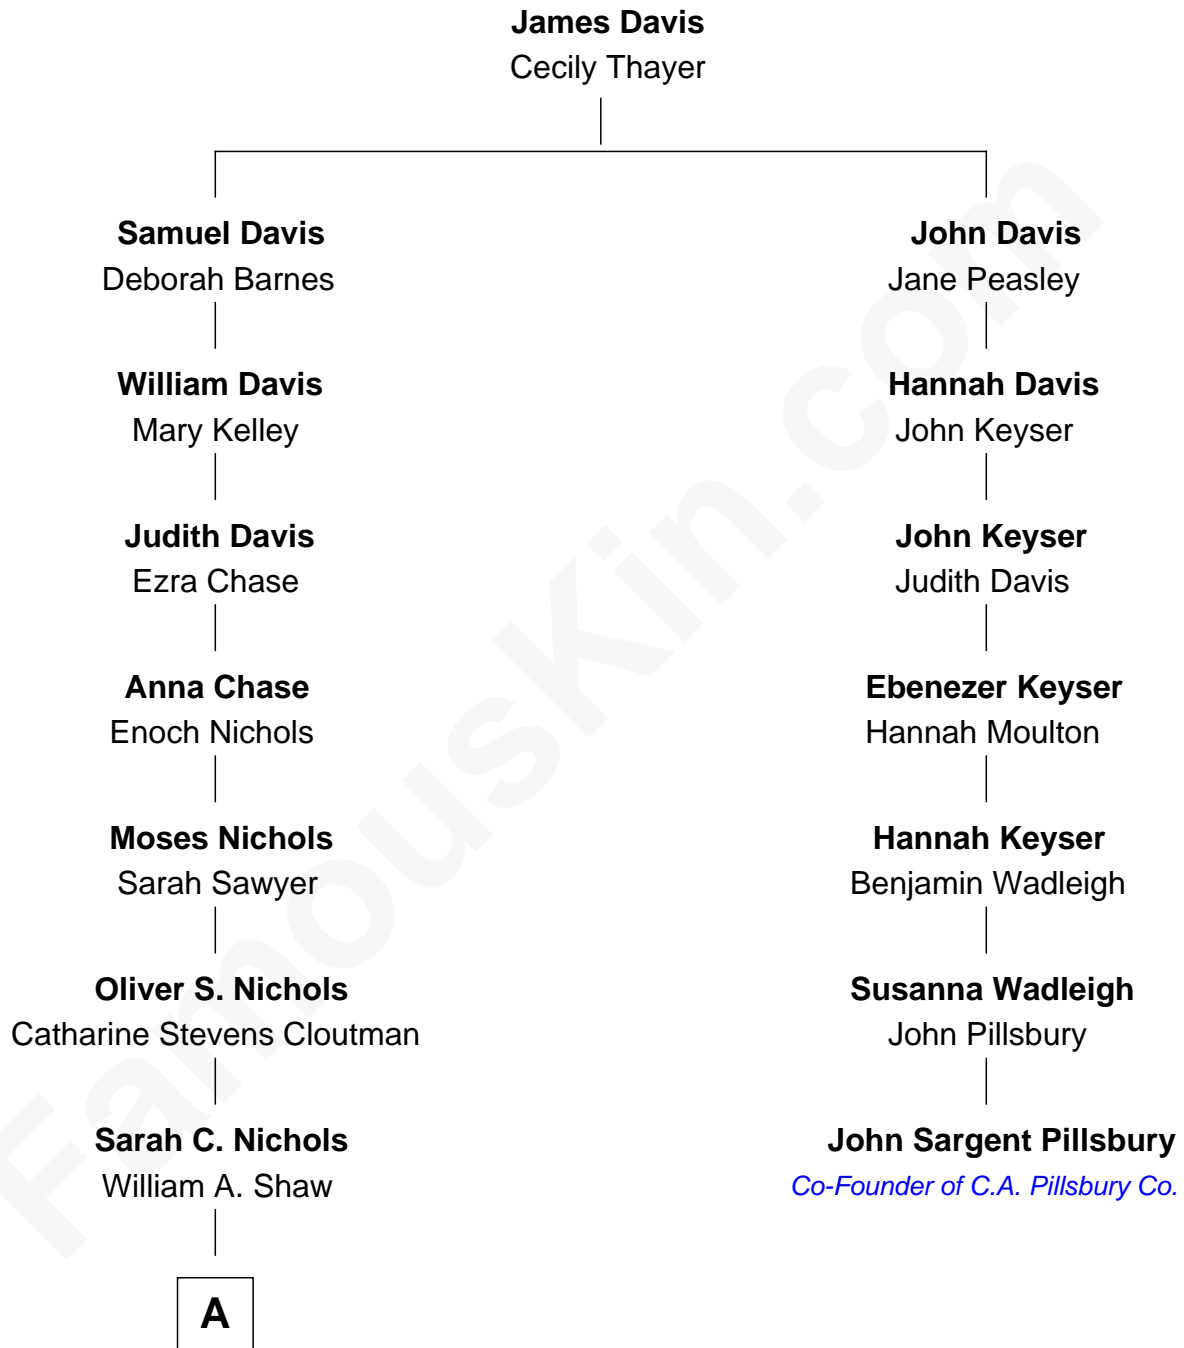 James Davis
Cecily Thayer
Samuel Davis
Deborah Barnes
John Davis
Jane Peasley
William Davis
Mary Kelley
Hannah Davis
John Keyser
Judith Davis
Ezra Chase
John Keyser
Judith Davis
Anna Chase
Enoch Nichols
Ebenezer Keyser
Hannah Moulton
Moses Nichols
Sarah Sawyer
Hannah Keyser
Benjamin Wadleigh
Oliver S. Nichols
Catharine Stevens Cloutman
Susanna Wadleigh
John Pillsbury
Sarah C. Nichols
William A. Shaw
John Sargent Pillsbury
Co-Founder of C.A. Pillsbury Co.
A
FamousKin.com